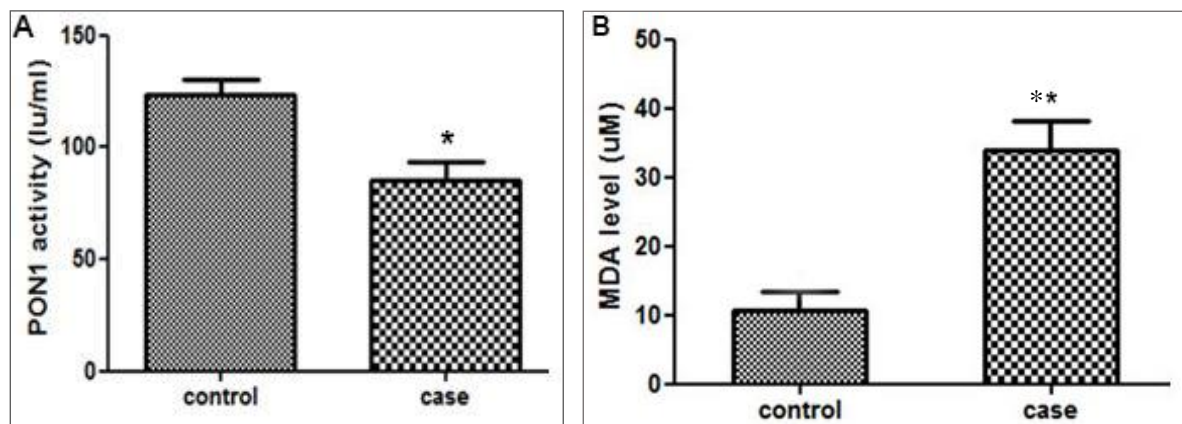 A
PON1 activity (Iu/ml)
150
100
50
0
*
control
case
B
MDA level (uM)
50
40
30
20
10
0
**
control
case